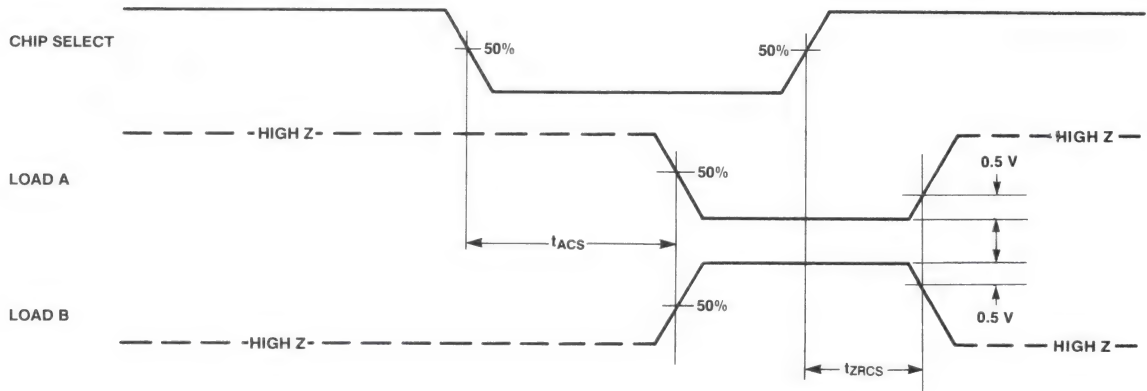 CHIP SELECT
50%
50%
HIGH Z
HIGH Z
0.5 V
LOAD A
50%
tACS
50%
LOAD B
0.5 V
HIGH Z
HIGH Z
tZRCS